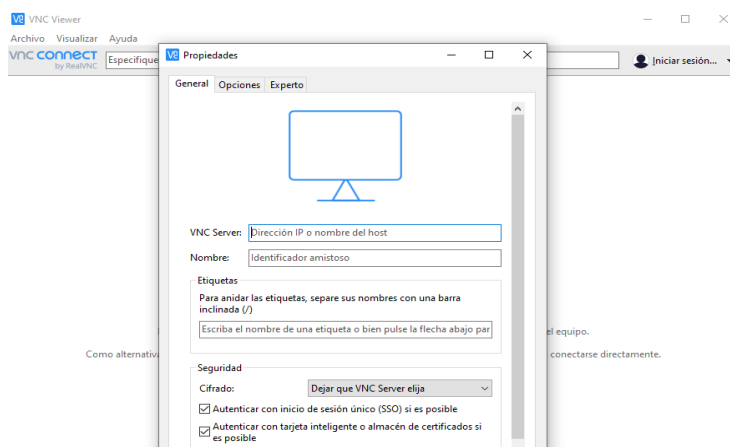 VNC Viewer
Archivo Visualizar Ayuda
VNC CONNECT
by RealVNC
Especifique
Iniciar sesión...
Propiedades
General Opciones Experto
VNC Server: Dirección IP o nombre del host
Nombre: Identificador amistoso
Etiquetas
Para anidar las etiquetas, separe sus nombres con una barra
inclinada (/)
Escriba el nombre de una etiqueta o bien pulse la flecha abajo par
el equipo.
Como alternativa
conectarse directamente.
Seguridad
Cifrado: Dejar que VNC Server elija
Autenticar con inicio de sesión único (SSO) si es posible
Autenticar con tarjeta inteligente o almacén de certificados si
es posible